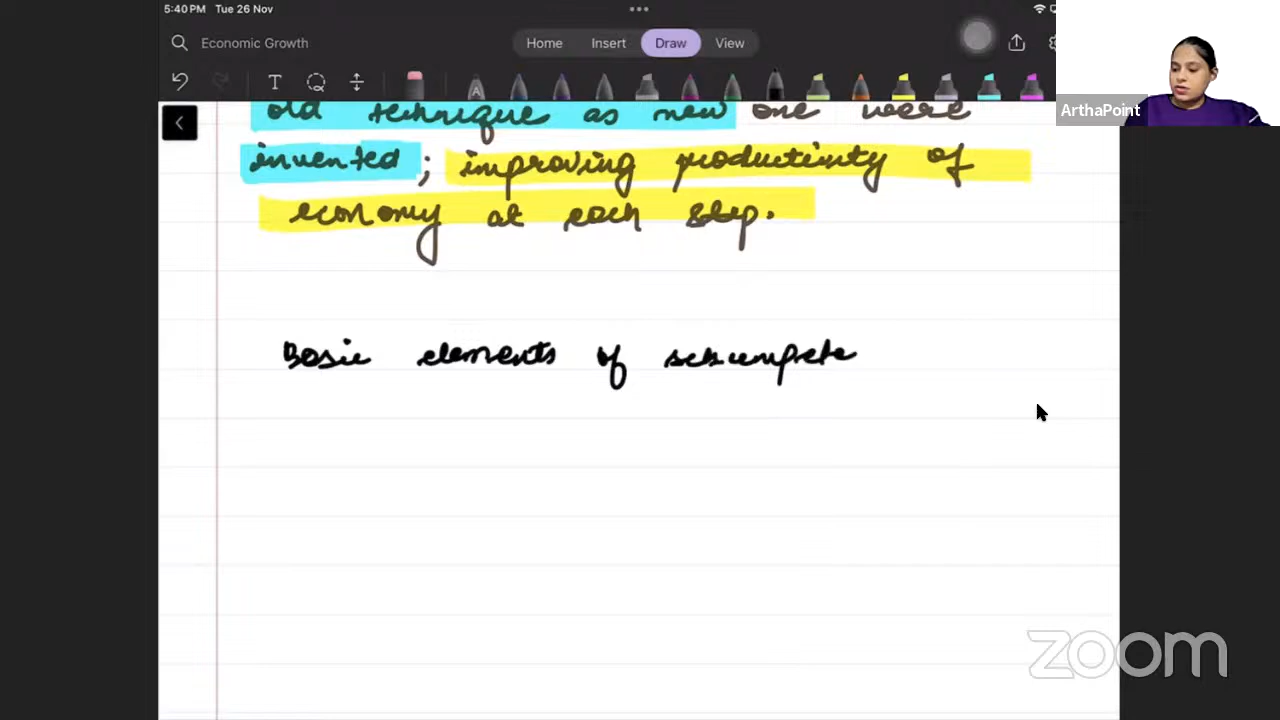 5:40 PM Tue 26 Nov
Economic Growth
Home Insert Draw View
T
A
ArthaPoint
old technique as new one were
invented ; improving productivity of
economy at each step.
Basic elements of
zoom